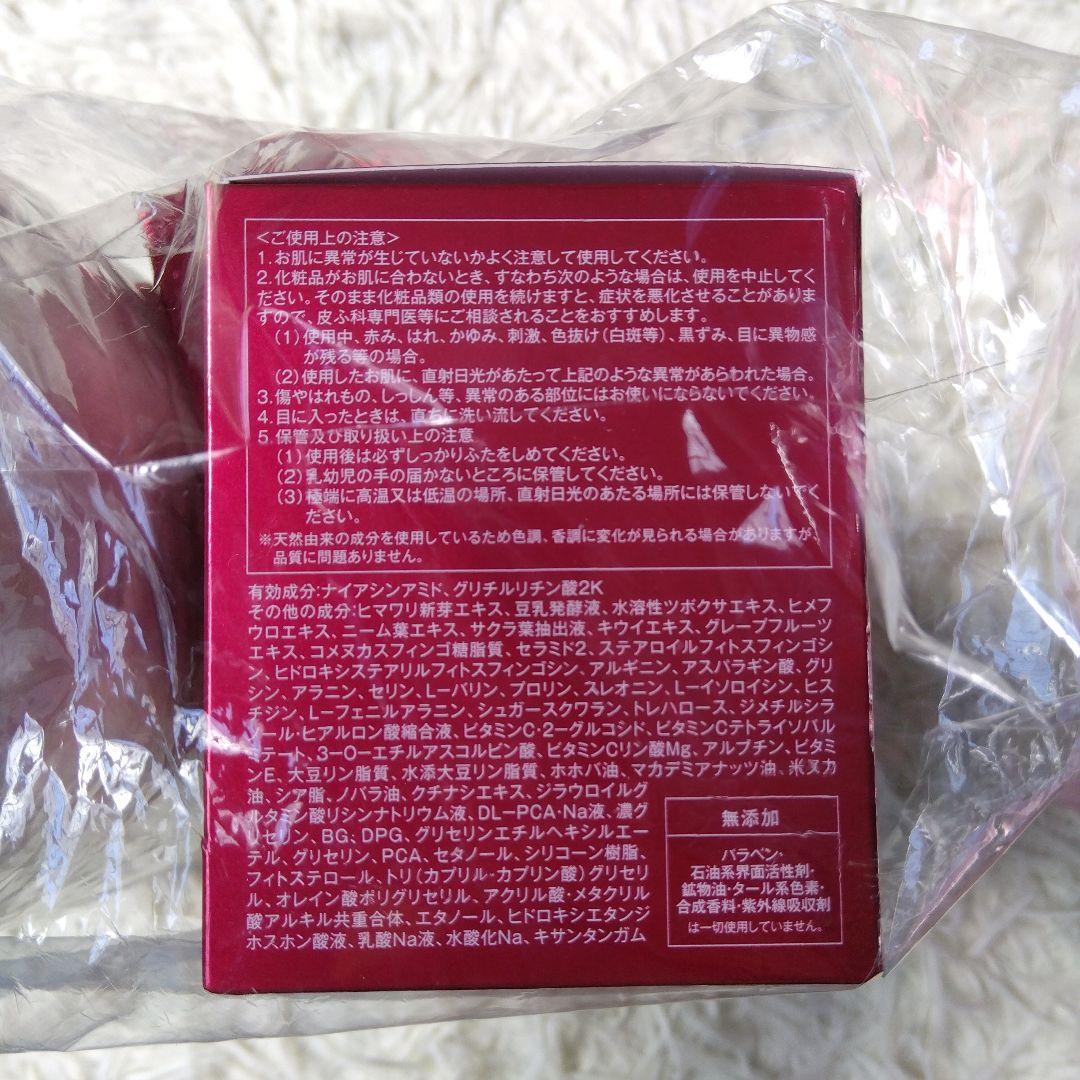 <ご使用上の注意>
1. お肌に異常が生じていないかよく注意して使用してください。
2. 化粧品がお肌に合わないとき、すなわち次のような場合は、使用を中止してく
ださい。そのまま化粧品類の使用を続けますと、症状を悪化させることがありま
すので、皮ふ科専門医等にご相談されることをおすすめします。
(1) 使用中、赤み、はれ、かゆみ、刺激、色抜け(白斑等)、黒ずみ、目に異物感
が残る等の場合。
(2) 使用したお肌に、直射日光があたって上記のような異常があらわれた場合。
3. 傷やはれもの、しっしん等、異常のある部位にはお使いにならないでください。
4. 目に入ったときは、直ちに洗い流してください。
5. 保管及び取り扱い上の注意
(1) 使用後は必ずしっかりふたをしめてください。
(2) 乳幼児の手の届かないところに保管してください。
(3) 極端に高温又は低温の場所、直射日光のあたる場所には保管しないでく
ださい。
※天然由来の成分を使用しているため色調、香調に変化が見られる場合がありますが、
品質に問題ありません。
有効成分:ナイアシンアミド、グリチルリチン酸2K
その他の成分:ヒマワリ新芽エキス、豆乳発酵液、水溶性ツボクサエキス、ヒメフ
ウロエキス、ニーム葉エキス、サクラ葉抽出液、キウイエキス、グレープフルーツ
エキス、コメヌカスフィンゴ糖脂質、セラミド2、ステアロイルフィトスフィンゴシ
ン、ヒドロキシステアリルフィトスフィンゴシン、アルギニン、アスパラギン酸、グリ
シン、アラニン、セリン、L-バリン、プロリン、スレオニン、L-イソロイシン、ヒス
チジン、L-フェニルアラニン、シュガースクワラン、トレハロース、ジメチルシラ
ノール・ヒアルロン酸縮合液、ビタミンC・2-グルコシド、ビタミンCテトライソパル
ミテート、3-O-エチルアスコルビン酸、ビタミンCリン酸Mg、アルブチン、ビタミ
ンE、大豆リン脂質、水添大豆リン脂質、ホホバ油、マカデミアナッツ油、米ヌカ
油、シア脂、ノバラ油、クチナシエキス、ジラウロイルグ
ルタミン酸リシンナトリウム液、DL-PCA・Na液、濃グ
リセリン、BG、DPG、グリセリンエチルヘキシルエー
テル、グリセリン、PCA、セタノール、シリコーン樹脂、
フィトステロール、トリ(カプリル・カプリン酸)グリセリ
ル、オレイン酸ポリグリセリル、アクリル酸・メタクリル
酸アルキル共重合体、エタノール、ヒドロキシエタンジ
ホスホン酸液、乳酸Na液、水酸化Na、キサンタンガム
無添加
パラベン・
石油系界面活性剤・
鉱物油・タール系色素・
合成香料・紫外線吸収剤
は一切使用していません。